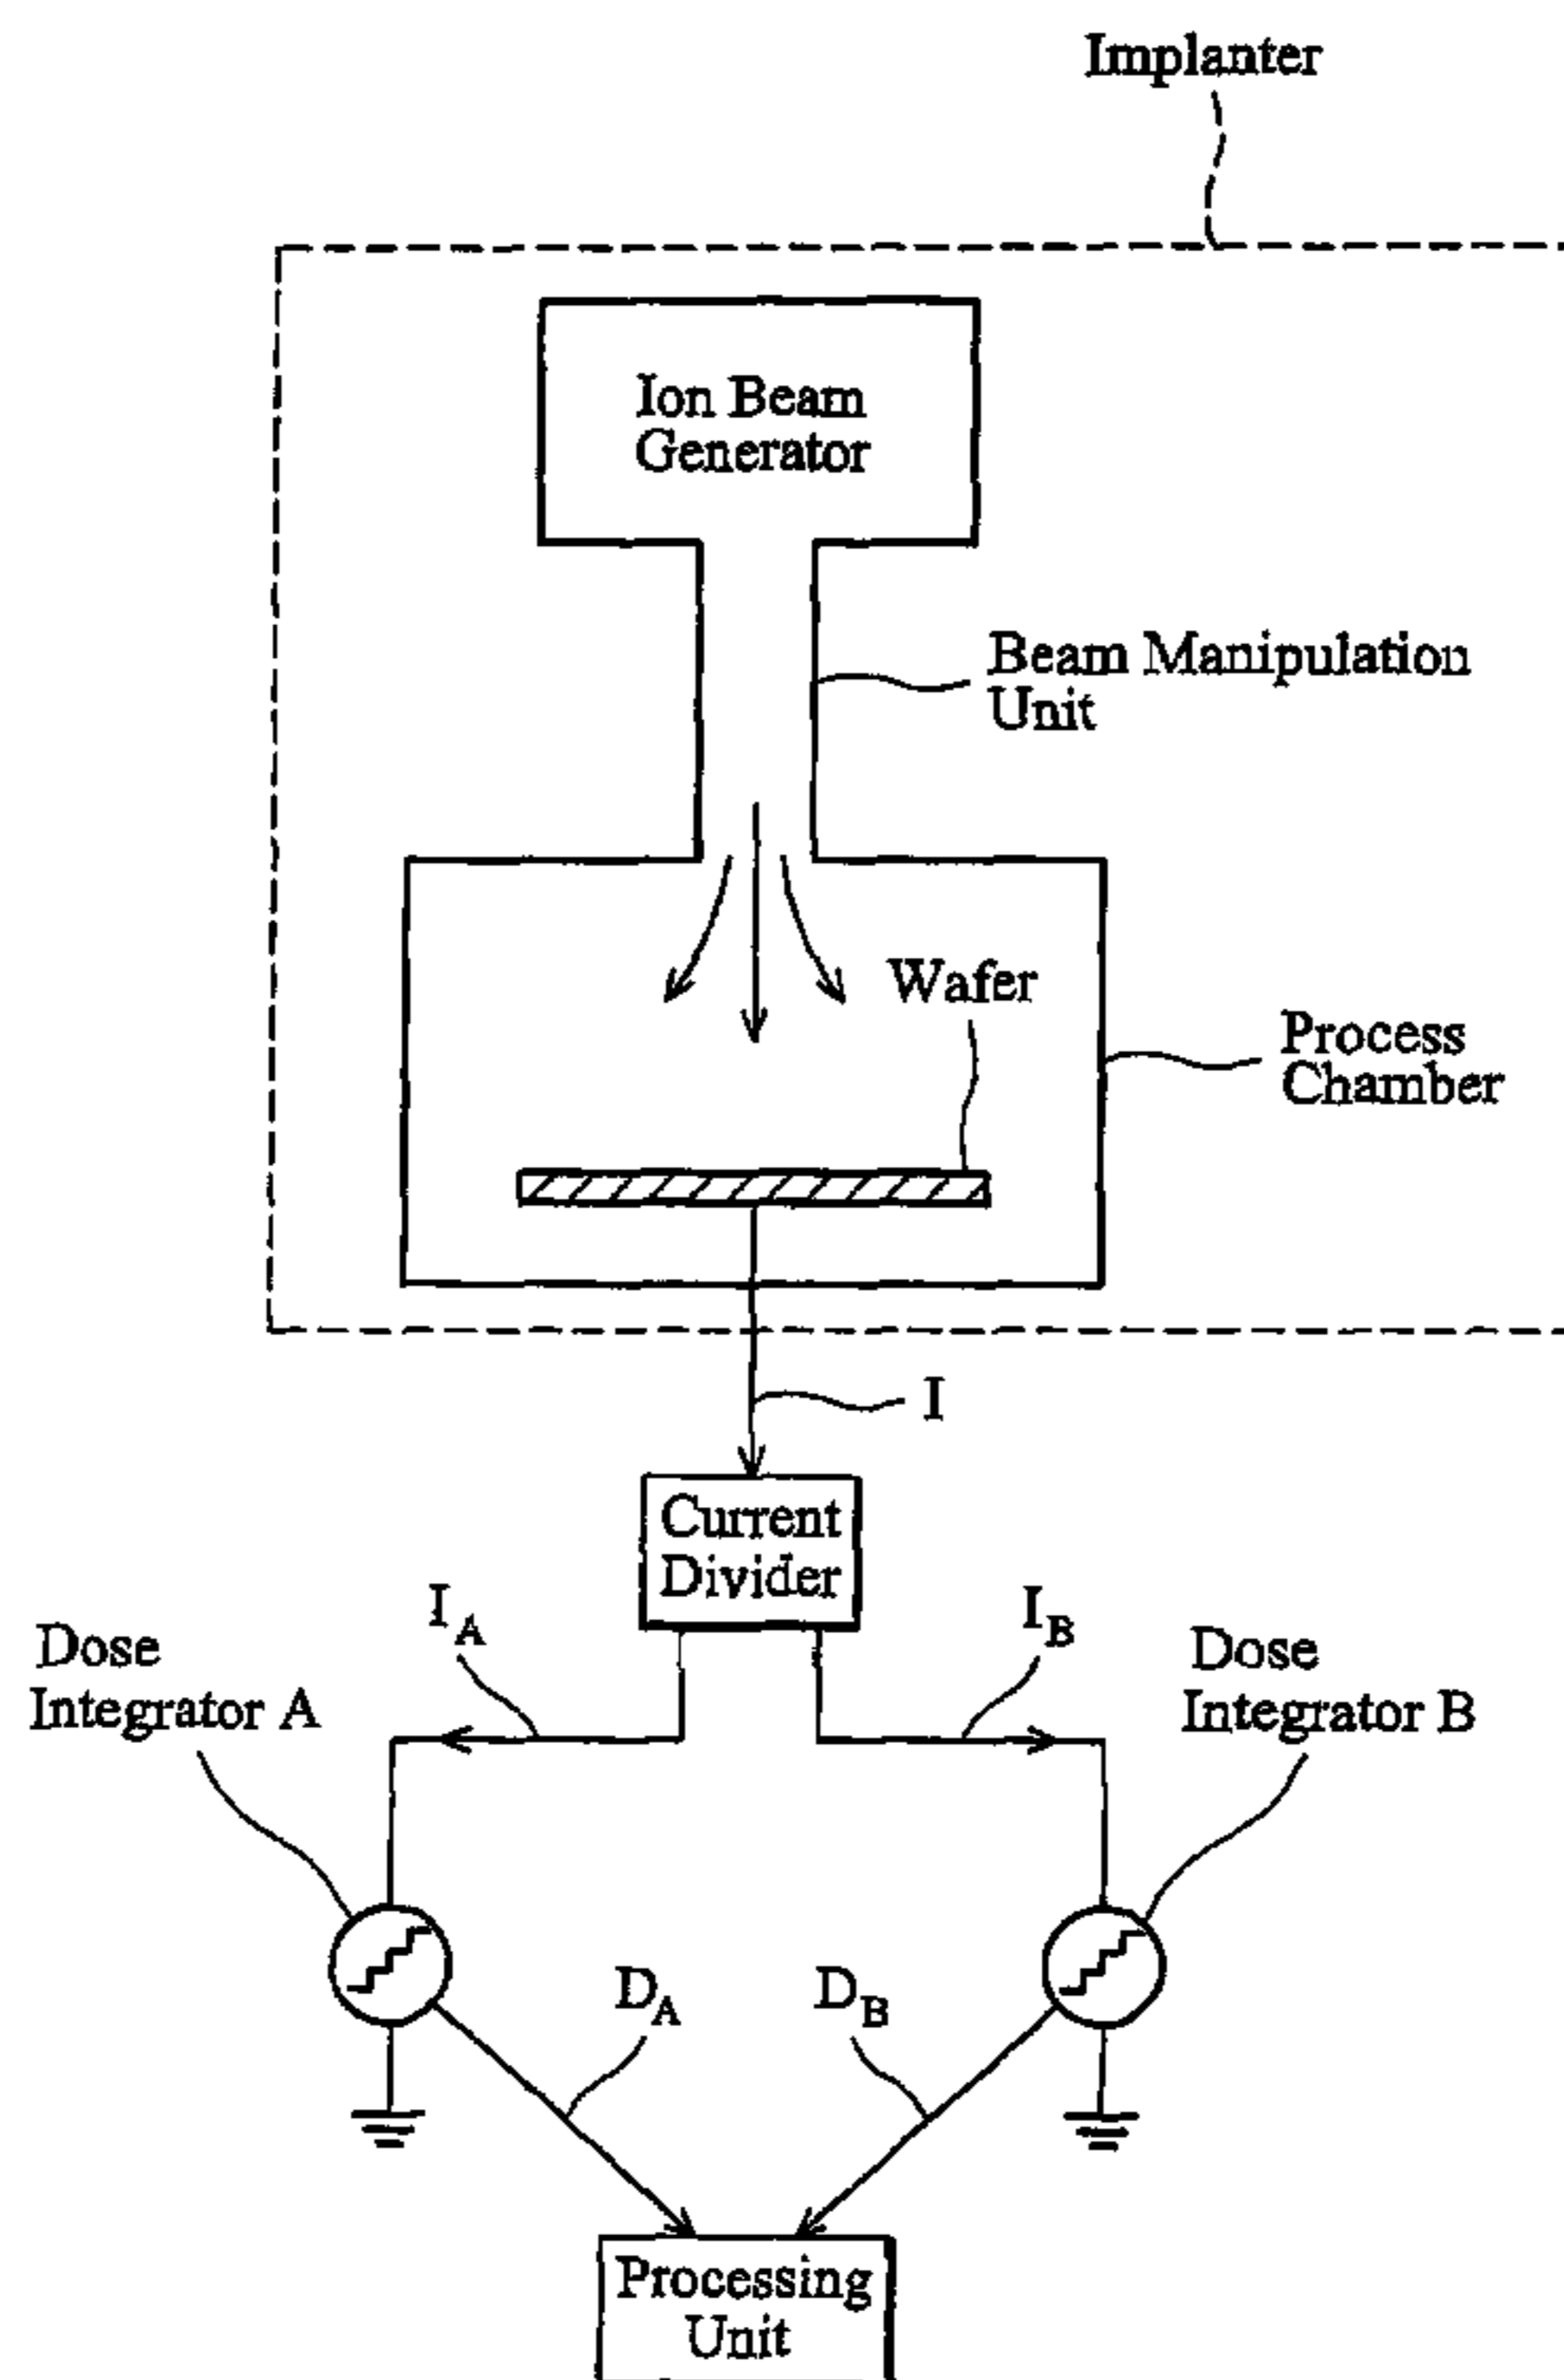 Implanter
Ion Beam
Generator
Beam Manipulation
Unit
Wafer
Process
Chamber
I
Current
Divider
I_A
I_B
Dose
Integrator A
Dose
Integrator B
D_A
D_B
Processing
Unit